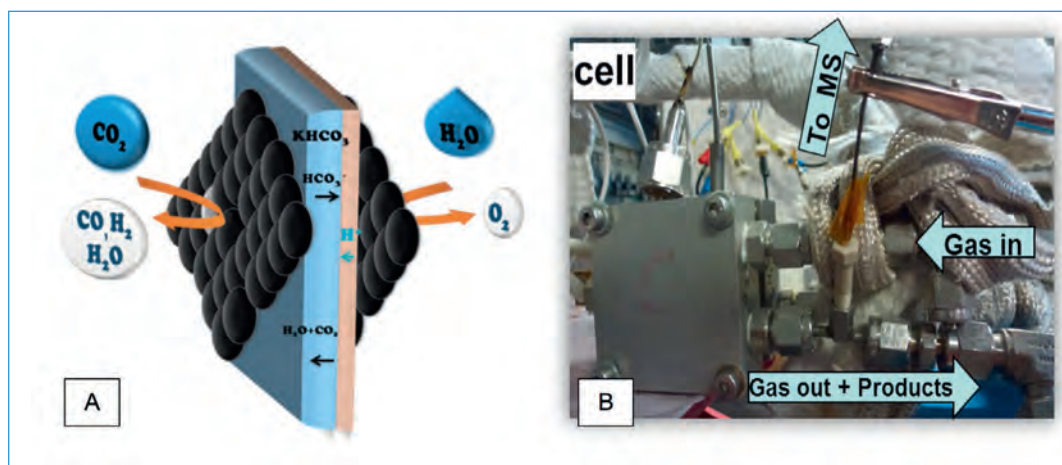 CO₂
CO, H₂
H₂O
KHCO₃
HCO₃⁻
H⁺
H₂O+CO₂
H₂O
O₂
A
cell
To MS
Gas in
Gas out + Products
B